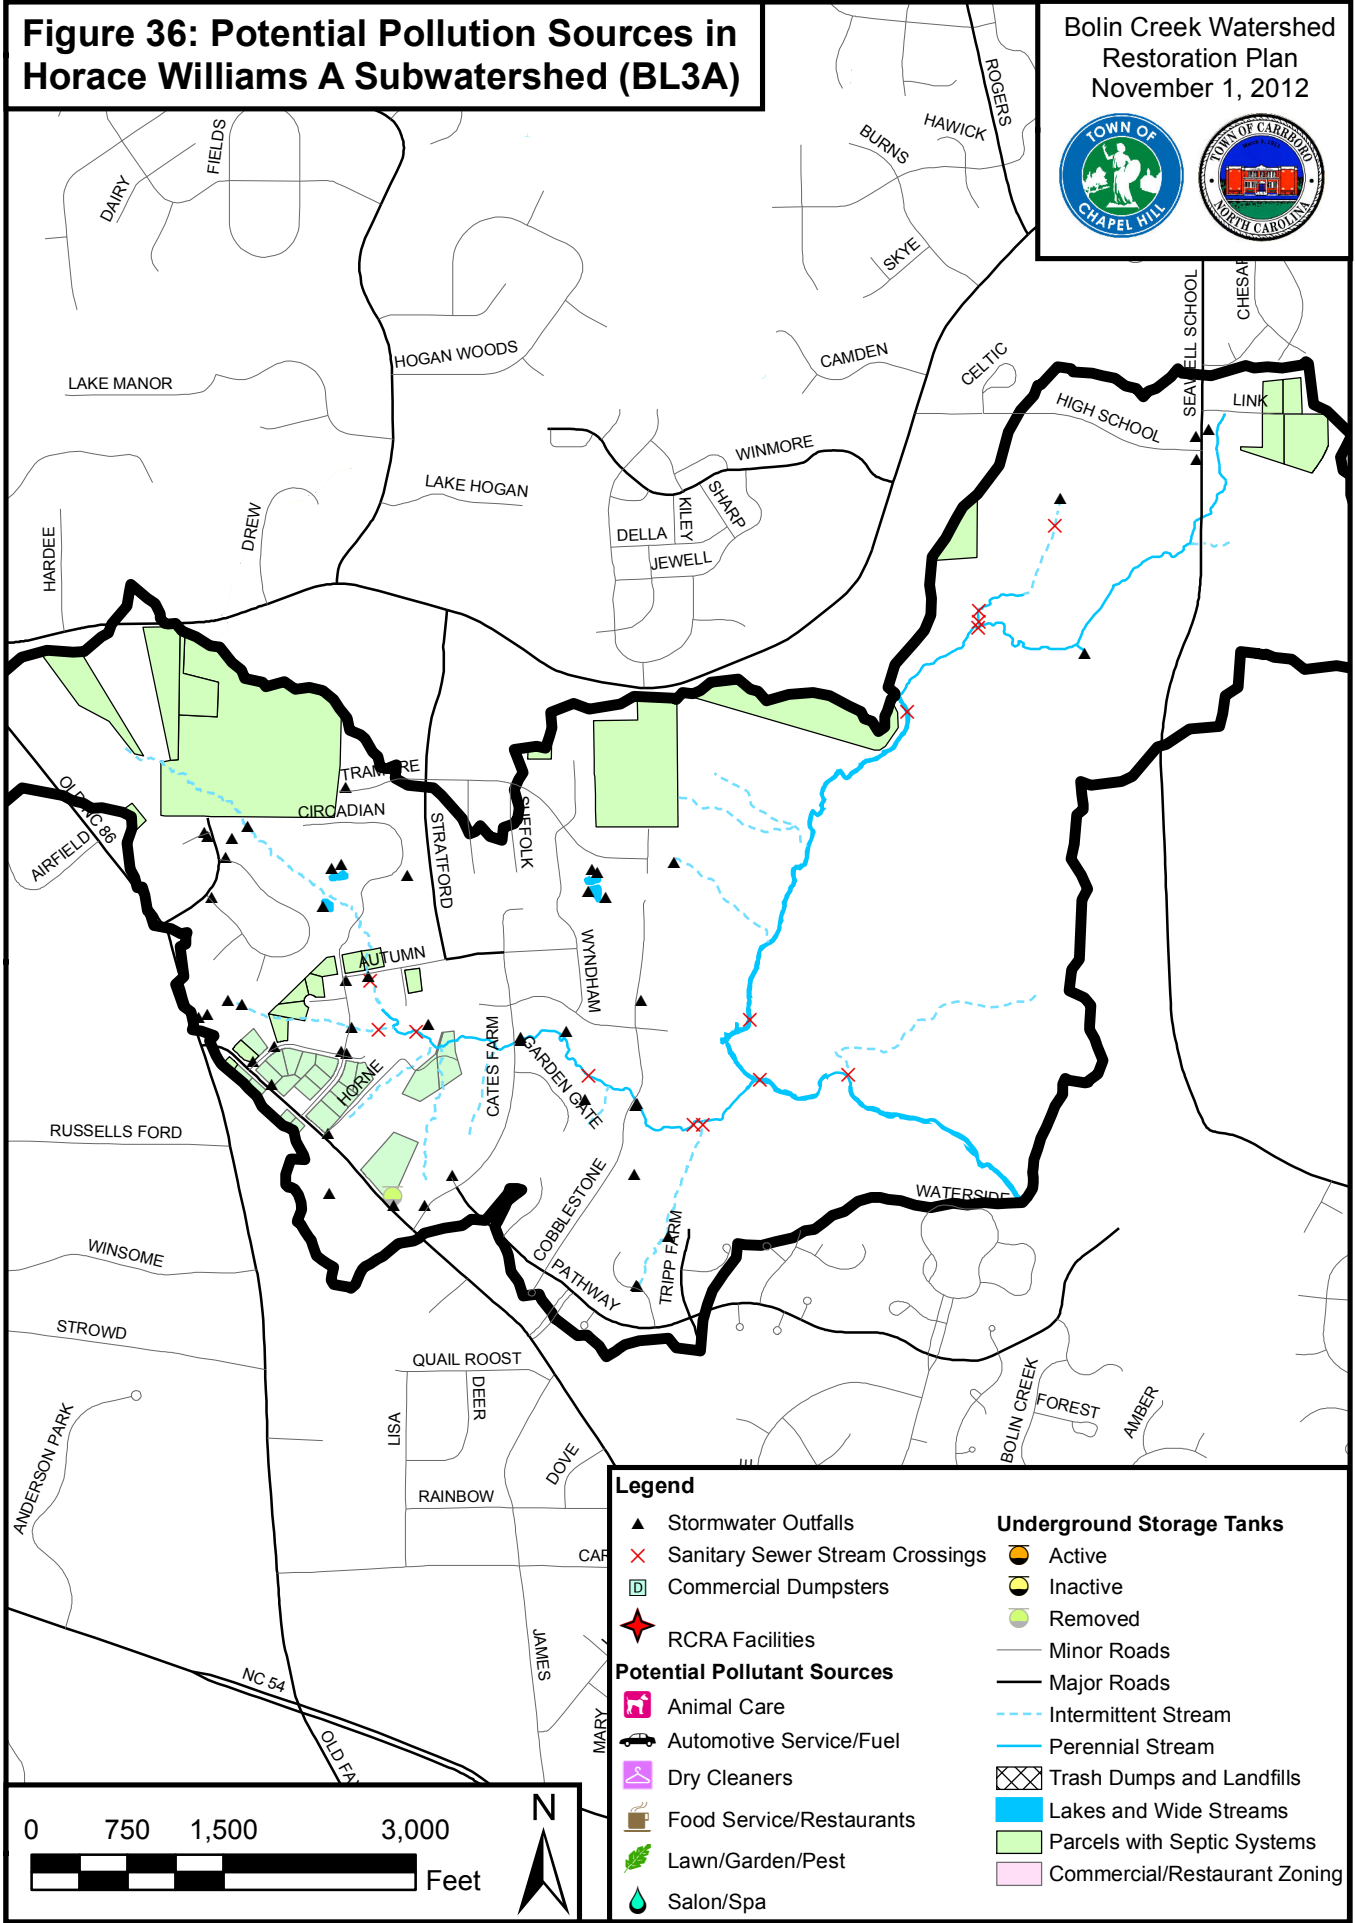 Figure 36: Potential Pollution Sources in
Horace Williams A Subwatershed (BL3A)
Bolin Creek Watershed
Restoration Plan
November 1, 2012
TOWN OF
CHAPEL HILL
TOWN OF CARRBORO
NORTH CAROLINA
ROGERS
HAWICK
BURNS
FIELDS
DAIRY
SKYE
SEAWELL SCHOOL
CHESAP
CAMDEN
CELTIC
HOGAN WOODS
LAKE MANOR
LINK
HIGH SCHOOL
WINMORE
LAKE HOGAN
KILEY
SHARP
DREW
HARDEE
DELLA
JEWELL
OLD NC 86
AIRFIELD
CIRCADIAN
STRATFORD
SUFFOLK
AUTUMN
WYNDHAM
CATES FARM
GARDEN GATE
HORNE
RUSSELLS FORD
COBBLESTONE
WATERSIDE
TRIPP FARM
PATHWAY
WINSOME
STROWD
QUAIL ROOST
DEER
LISA
ANDERSON PARK
DOVE
RAINBOW
BOLIN CREEK
FOREST
AMBER
E
CAR
JAMES
MARY
NC 54
OLD FAY
Legend
Stormwater Outfalls
Sanitary Sewer Stream Crossings
D
Commercial Dumpsters
RCRA Facilities
Potential Pollutant Sources
Animal Care
Automotive Service/Fuel
Dry Cleaners
Food Service/Restaurants
Lawn/Garden/Pest
Salon/Spa
Underground Storage Tanks
Active
Inactive
Removed
Minor Roads
Major Roads
Intermittent Stream
Perennial Stream
Trash Dumps and Landfills
Lakes and Wide Streams
Parcels with Septic Systems
Commercial/Restaurant Zoning
0 750 1,500 3,000
Feet
N